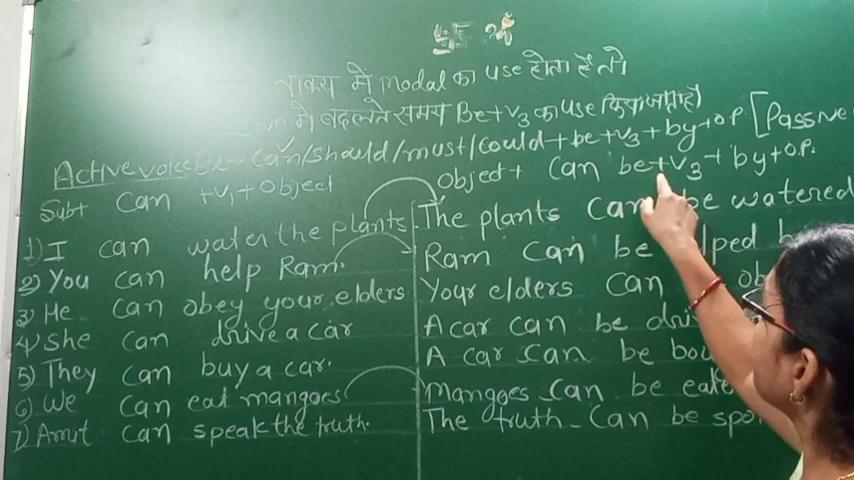 वाक्य में Modal का use होता है तो।
में बदलते समय Be+V3 का use किया जाता है।
Active voice Ex:- Can/should/must/could+be+V3+by+O.P. [Passive
Subt Can +V1+object
object+ Can be+V3+by+O.P.
1) I can water the plants
The plants Can be watered
2) You can help Ram.
Ram Can be
3) He can obey your elders
Your elders Can
4) She can drive a car
A car can be
5) They can buy a car.
A car can be
6) We can eat mangoes
Mangoes Can be
7) Amit can speak the truth.
The truth Can be